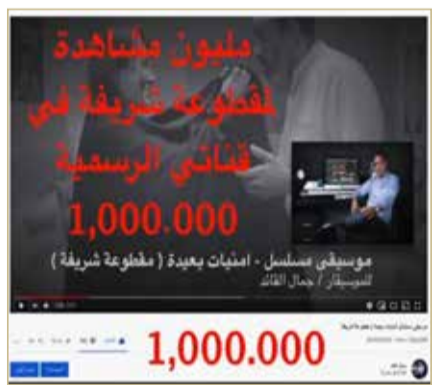 مليون مشاهدة
لمقطوعة شريفة في
قناتي الرسمية
1,000.000
موسيقى مسلسل - امنيات بعيدة ( مقطوعة شريفة )
للموسيقار / جمال القائد
1,000.000